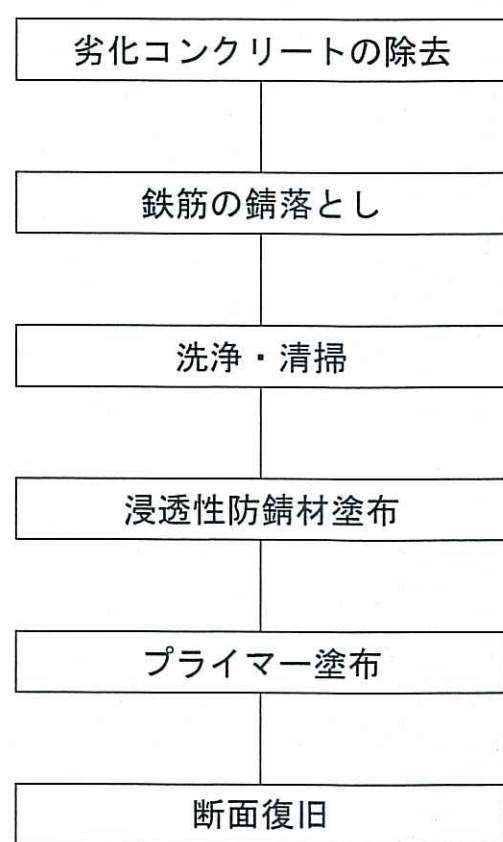 劣化コンクリートの除去
鉄筋の錆落とし
洗浄・清掃
浸透性防錆材塗布
プライマー塗布
断面復旧